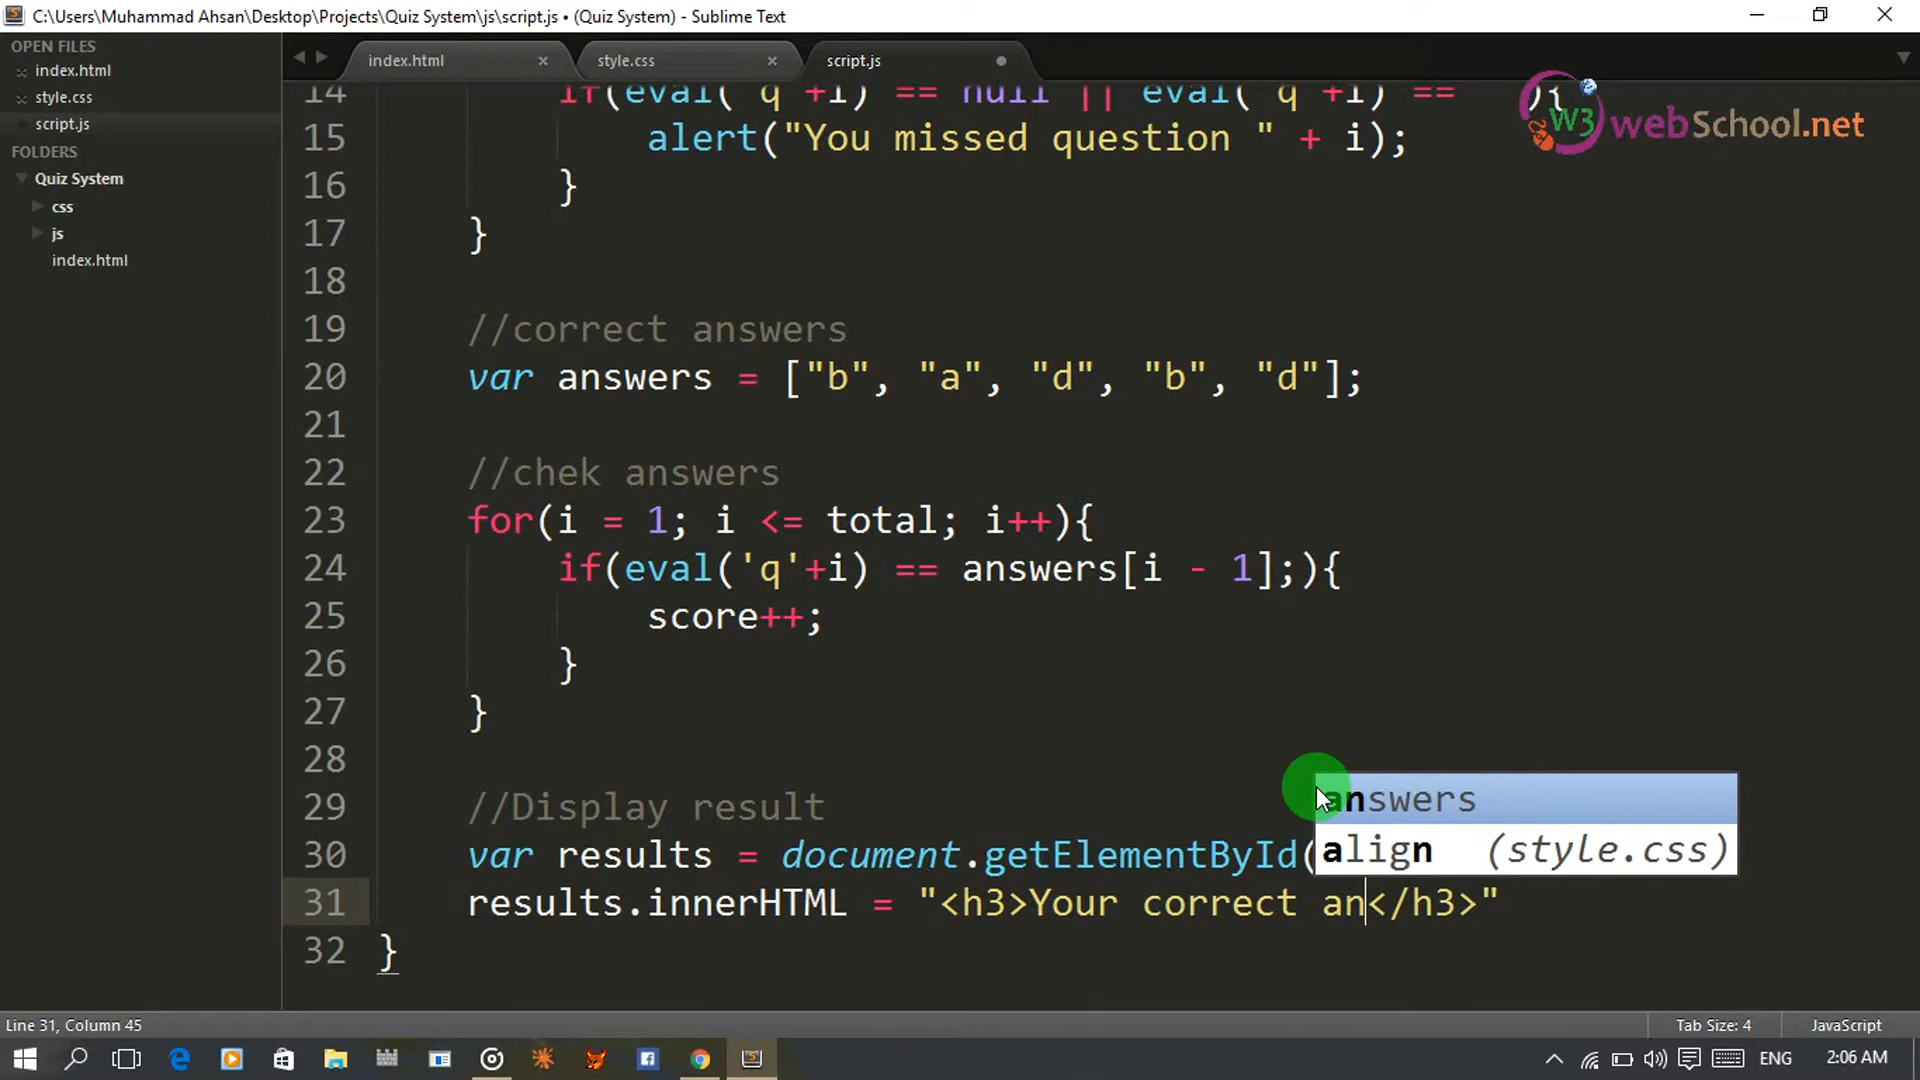 C:\Users\Muhammad Ahsan\Desktop\Projects\Quiz System\js\script.js • (Quiz System) - Sublime Text
OPEN FILES
index.html
style.css
script.js
FOLDERS
Quiz System
css
js
index.html
index.html
style.css
script.js
W3 webSchool.net
14 if(eval( q +i) == null || eval( q +i) == ){
15 alert("You missed question " + i);
16 }
17 }
18
19 //correct answers
20 var answers = ["b", "a", "d", "b", "d"];
21
22 //chek answers
23 for(i = 1; i <= total; i++){
24 if(eval('q'+i) == answers[i - 1];){
25 score++;
26 }
27 }
28
29 //Display result
30 var results = document.getElementById(
31 results.innerHTML = "<h3>Your correct an</h3>"
32 }
answers
align (style.css)
Line 31, Column 45
Tab Size: 4
JavaScript
ENG
2:06 AM